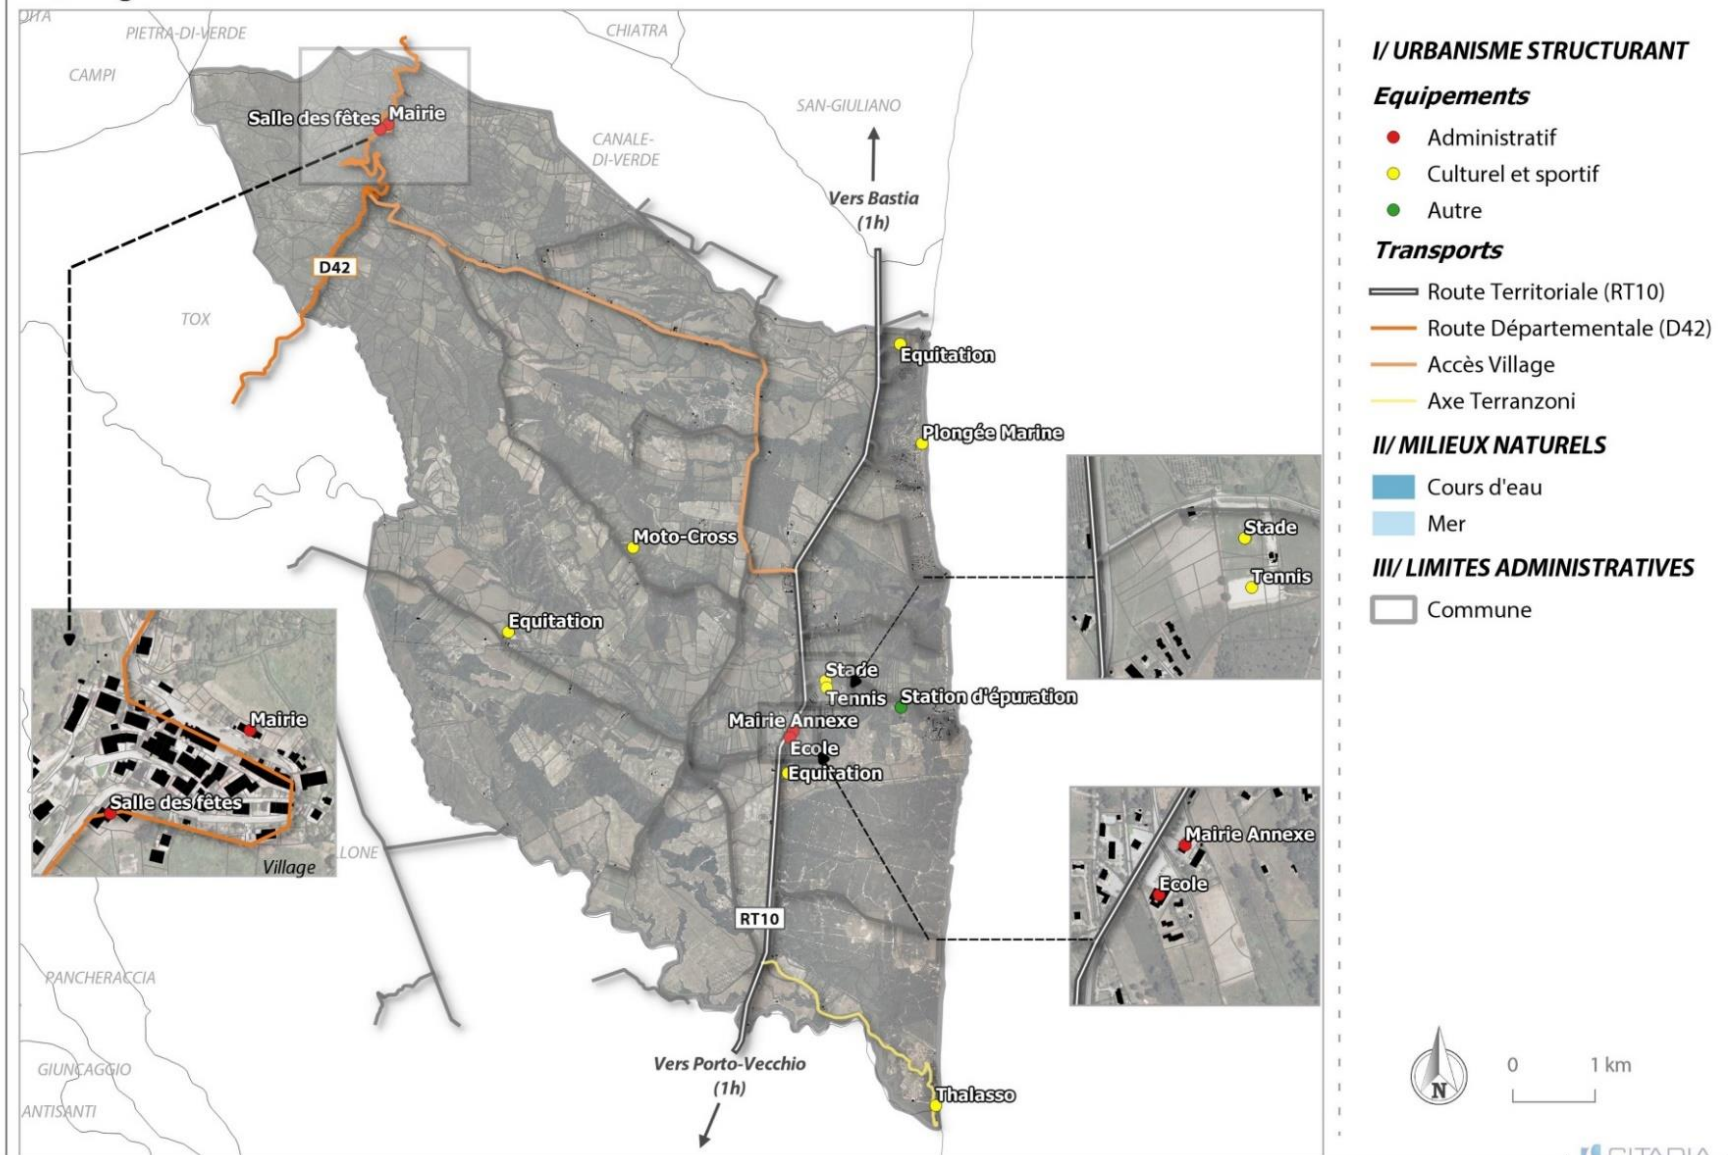 PIETRA-DI-VERDE
CHIATRA
CAMPI
SAN-GIULIANO
Salle des fêtes
Mairie
CANALE-
DI-VERDE
Vers Bastia
(1h)
D42
TOX
Equitation
Plongée Marine
Moto-Cross
Equitation
Stade
Tennis
Station d'épuration
Mairie Annexe
Ecole
Equitation
RT10
Vers Porto-Vecchio
(1h)
Thalasso
Mairie
Salle des fêtes
Village
LONE
PANCHERACCIA
GIUNCAGGIO
ANTISANTI
Stade
Tennis
Mairie Annexe
Ecole
I/ URBANISME STRUCTURANT
Equipements
Administratif
Culturel et sportif
Autre
Transports
Route Territoriale (RT10)
Route Départementale (D42)
Accès Village
Axe Terranzoni
II/ MILIEUX NATURELS
Cours d'eau
Mer
III/ LIMITES ADMINISTRATIVES
Commune
N
0 1 km